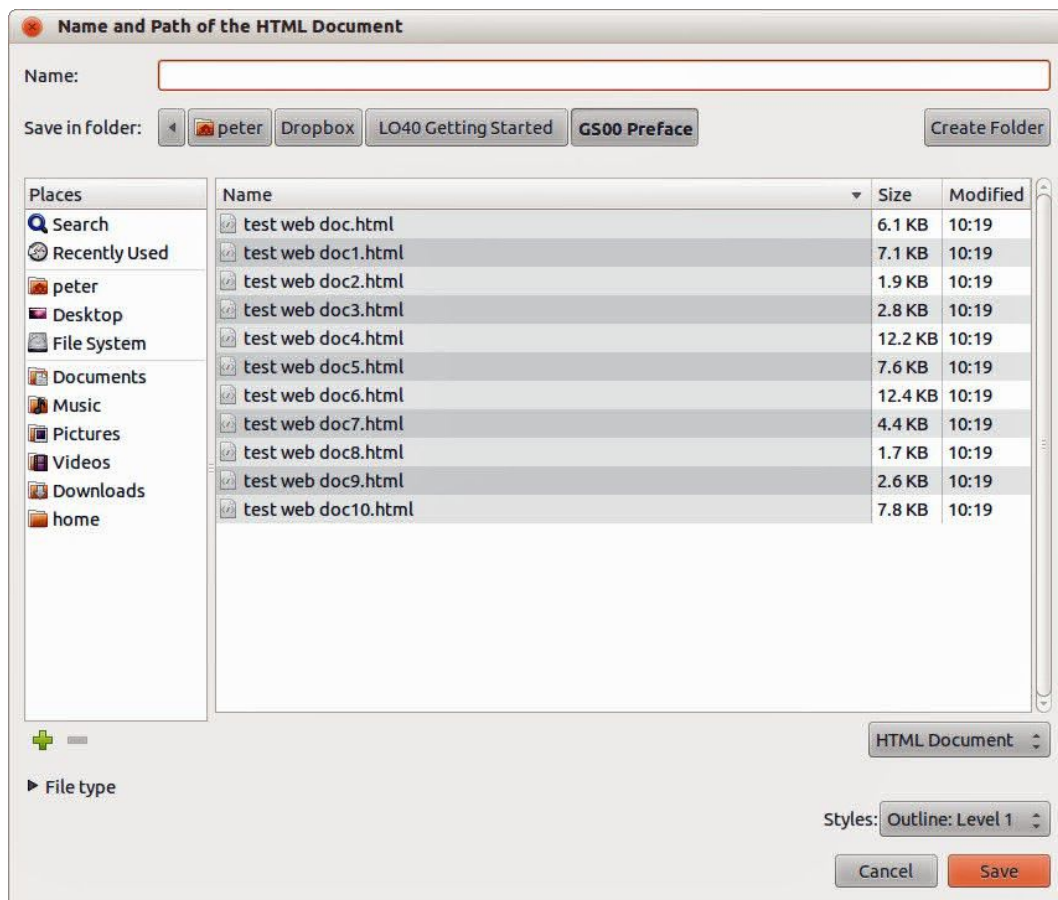 Name and Path of the HTML Document
Name:
Save in folder: peter Dropbox LO40 Getting Started GS00 Preface Create Folder
Places
Search
Recently Used
peter
Desktop
File System
Documents
Music
Pictures
Videos
Downloads
home
Name Size Modified
test web doc.html 6.1 KB 10:19
test web doc1.html 7.1 KB 10:19
test web doc2.html 1.9 KB 10:19
test web doc3.html 2.8 KB 10:19
test web doc4.html 12.2 KB 10:19
test web doc5.html 7.6 KB 10:19
test web doc6.html 12.4 KB 10:19
test web doc7.html 4.4 KB 10:19
test web doc8.html 1.7 KB 10:19
test web doc9.html 2.6 KB 10:19
test web doc10.html 7.8 KB 10:19
HTML Document
File type
Styles: Outline: Level 1
Cancel Save